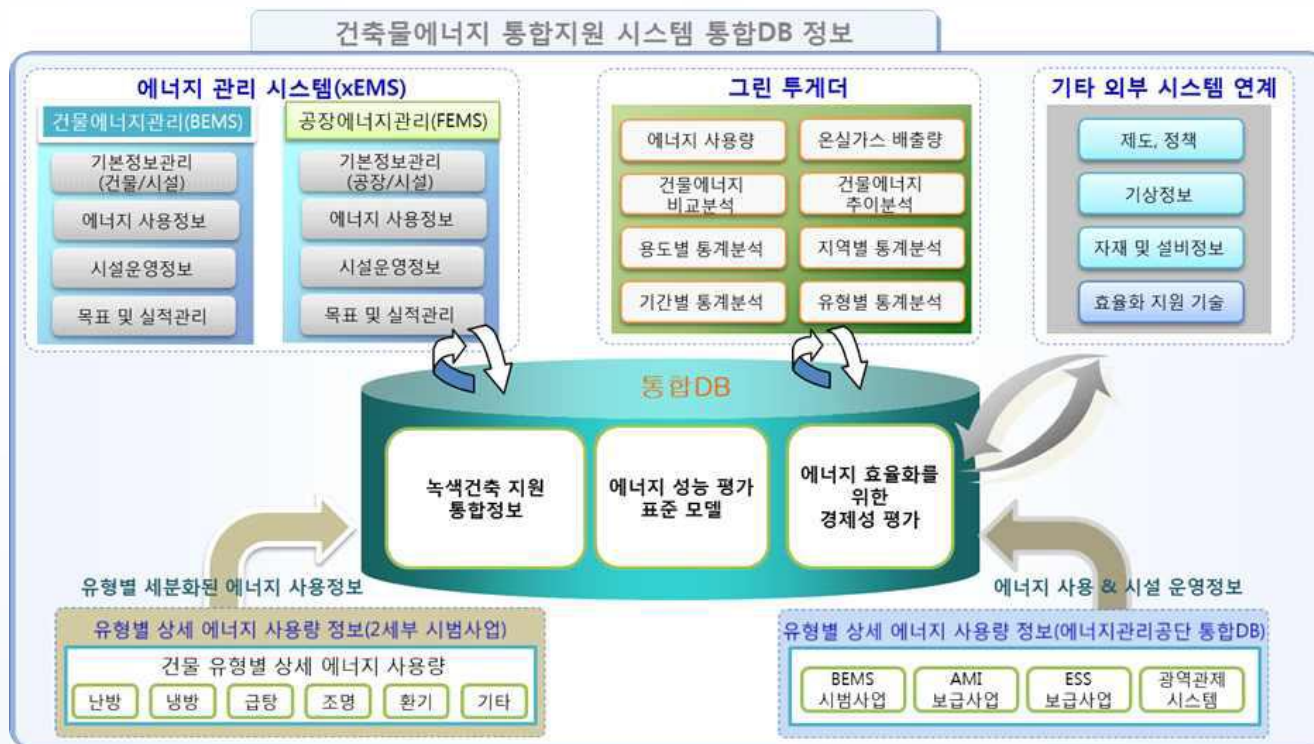 건축물에너지 통합지원 시스템 통합DB 정보
에너지 관리 시스템(xEMS)
건물에너지관리(BEMS)
기본정보관리
(건물/시설)
에너지 사용정보
시설운영정보
목표 및 실적관리
공장에너지관리(FEMS)
기본정보관리
(공장/시설)
에너지 사용정보
시설운영정보
목표 및 실적관리
그린 투게더
에너지 사용량
온실가스 배출량
건물에너지
비교분석
건물에너지
추이분석
용도별 통계분석
지역별 통계분석
기간별 통계분석
유형별 통계분석
기타 외부 시스템 연계
제도, 정책
기상정보
자재 및 설비정보
효율화 지원 기술
통합DB
녹색건축 지원
통합정보
에너지 성능 평가
표준 모델
에너지 효율화를
위한
경제성 평가
유형별 세분화된 에너지 사용정보
에너지 사용 & 시설 운영정보
유형별 상세 에너지 사용량 정보(2세부 시범사업)
건물 유형별 상세 에너지 사용량
난방
냉방
급탕
조명
환기
기타
유형별 상세 에너지 사용량 정보(에너지관리공단 통합DB)
BEMS
시범사업
AMI
보급사업
ESS
보급사업
광역관제
시스템